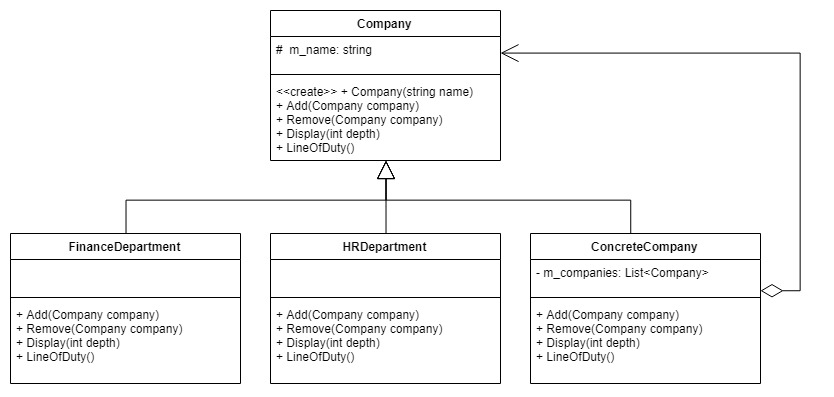 Company
# m_name: string
<<create>> + Company(string name)
+ Add(Company company)
+ Remove(Company company)
+ Display(int depth)
+ LineOfDuty()
FinanceDepartment
+ Add(Company company)
+ Remove(Company company)
+ Display(int depth)
+ LineOfDuty()
HRDepartment
+ Add(Company company)
+ Remove(Company company)
+ Display(int depth)
+ LineOfDuty()
ConcreteCompany
- m_companies: List<Company>
+ Add(Company company)
+ Remove(Company company)
+ Display(int depth)
+ LineOfDuty()